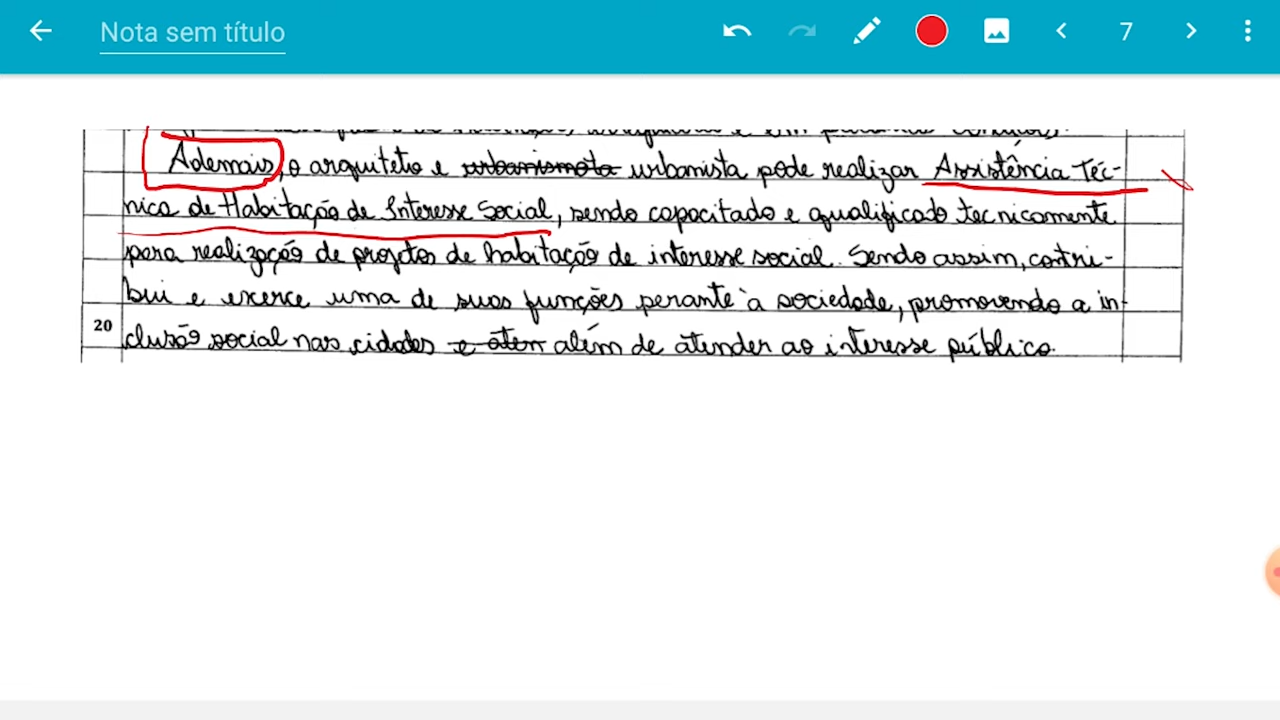 Nota sem título
7
Ademais, o arquiteto e urbanismota urbanista pode realizar Assistência Téc-
nica de Habitação de Interesse Social, sendo capacitado e qualificado tecnicamente
para realização de projetos de habitação de interesse social. Sendo assim, contri-
bui e exerce uma de suas funções perante à sociedade, promovendo a in-
20 clusão social nas cidades e aten além de atender ao interesse público.